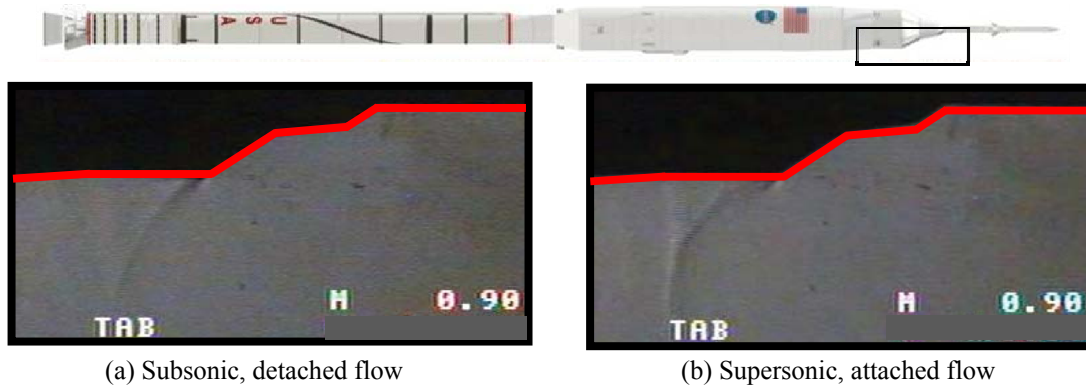 USA
M 0.90
TAB
M 0.90
TAB
(a) Subsonic, detached flow
(b) Supersonic, attached flow